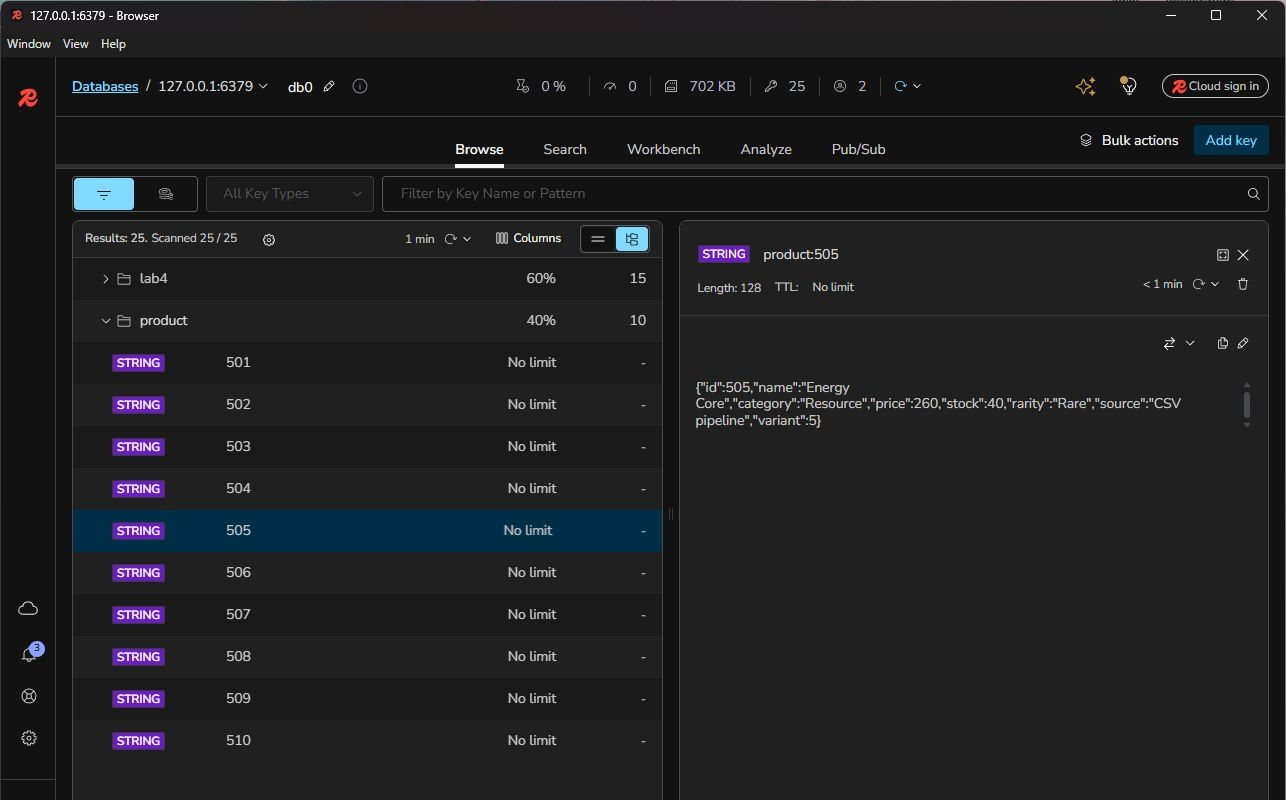 127.0.0.1:6379 - Browser
Window View Help
Databases / 127.0.0.1:6379 db0 0 % 0 702 KB 25 2 Cloud sign in
Browse Search Workbench Analyze Pub/Sub Bulk actions Add key
All Key Types Filter by Key Name or Pattern
Results: 25. Scanned 25 / 25 1 min Columns
lab4 60% 15
product 40% 10
STRING 501 No limit -
STRING 502 No limit -
STRING 503 No limit -
STRING 504 No limit -
STRING 505 No limit -
STRING 506 No limit -
STRING 507 No limit -
STRING 508 No limit -
STRING 509 No limit -
STRING 510 No limit -
STRING product:505
Length: 128 TTL: No limit < 1 min
{"id":505,"name":"Energy
Core","category":"Resource","price":260,"stock":40,"rarity":"Rare","source":"CSV
pipeline","variant":5}
3